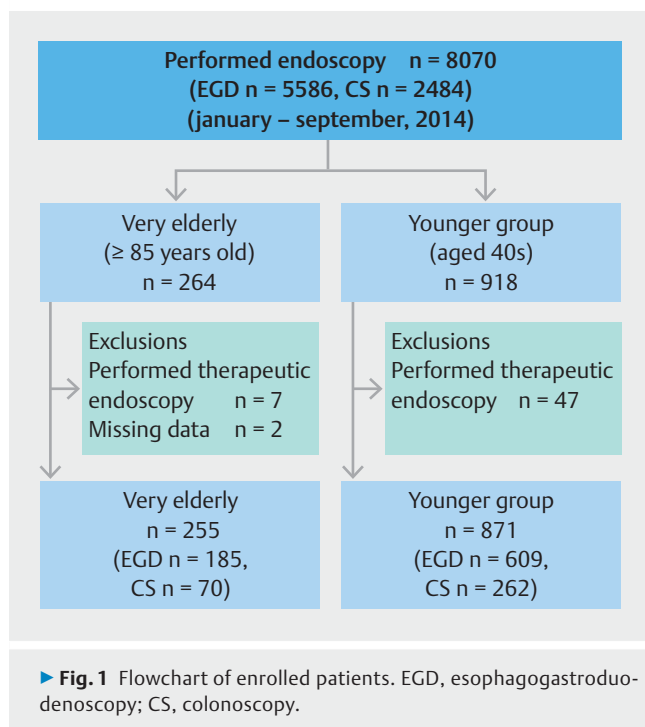 Performed endoscopy n = 8070
(EGD n = 5586, CS n = 2484)
(january – september, 2014)
Very elderly
(≥ 85 years old)
n = 264
Younger group
(aged 40s)
n = 918
Exclusions
Performed therapeutic
endoscopy n = 7
Missing data n = 2
Exclusions
Performed therapeutic
endoscopy n = 47
Very elderly
n = 255
(EGD n = 185,
CS n = 70)
Younger group
n = 871
(EGD n = 609,
CS n = 262)
▶ Fig. 1 Flowchart of enrolled patients. EGD, esophagogastroduo-
denoscopy; CS, colonoscopy.